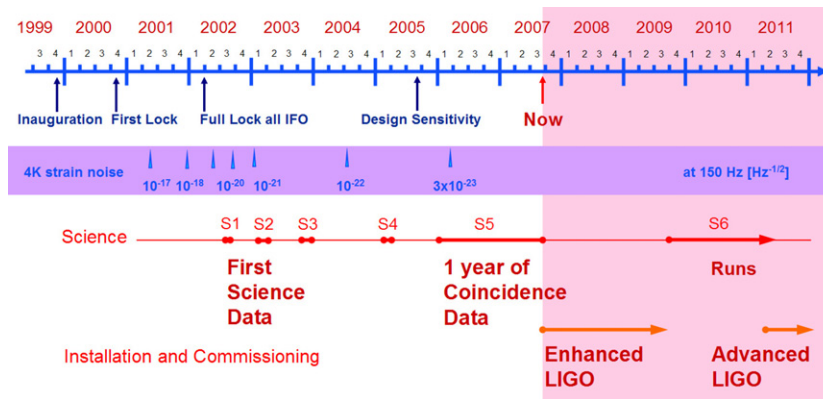 1999 2000 2001 2002 2003 2004 2005 2006 2007 2008 2009 2010 2011
3 4 1 2 3 4 1 2 3 4 1 2 3 4 1 2 3 4 1 2 3 4 1 2 3 4 1 2 3 4 1 2 3 4 1 2 3 4 1 2 3 4 1 2 3 4 1 2 3 4
Inauguration First Lock Full Lock all IFO Design Sensitivity Now
4K strain noise at 150 Hz [Hz⁻¹/²]
10⁻¹⁷ 10⁻¹⁸ 10⁻²⁰ 10⁻²¹ 10⁻²² 3x10⁻²³
Science S1 S2 S3 S4 S5 S6
First 1 year of Runs
Science Coincidence
Data Data
Installation and Commissioning Enhanced Advanced
LIGO LIGO